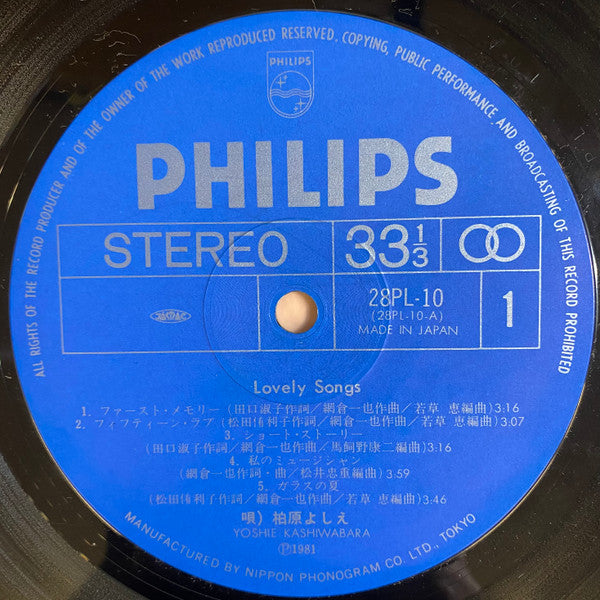 ALL RIGHTS OF THE RECORD PRODUCER AND OF THE OWNER OF THE WORK REPRODUCED RESERVED. COPYING, PUBLIC PERFORMANCE AND BROADCASTING OF THIS RECORD PROHIBITED
PHILIPS
PHILIPS
STEREO
33 1/3
JASRAC
28PL-10
(28PL-10-A)
MADE IN JAPAN
1
Lovely Songs
1. ファースト・メモリー (田口淑子作詞/網倉一也作曲/若草 恵編曲)3:16
2. フィフティーン・ラブ (松田侑利子作詞/網倉一也作曲/若草 恵編曲)3:07
3. ショート・ストーリー
(田口淑子作詞/網倉一也作曲/馬飼野康二編曲)3:16
4. 私のミュージシャン
(網倉一也作詞・曲/松井忠重編曲)3:59
5. ガラスの夏
(松田侑利子作詞/網倉一也作曲/若草 恵編曲)3:46
唄) 柏原よしえ
YOSHIE KASHIWABARA
Ⓟ1981
MANUFACTURED BY NIPPON PHONOGRAM CO. LTD., TOKYO